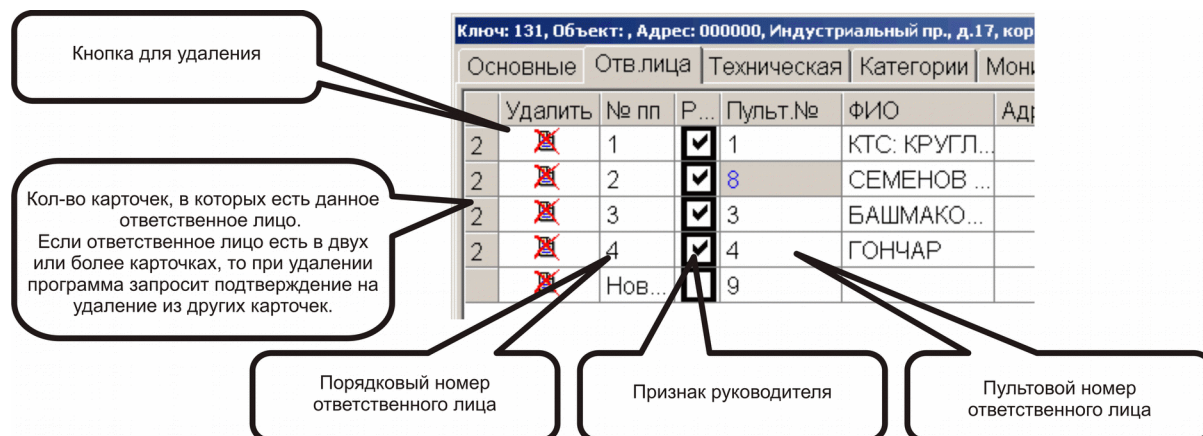 Кнопка для удаления
Ключ: 131, Объект: , Адрес: 000000, Индустриальный пр., д.17, кор
Основные Отв.лица Техническая Категории Мони
Удалить № пп Р... Пульт.№ ФИО Адр
2 1 1 КТС: КРУГЛ...
2 2 8 СЕМЕНОВ ...
2 3 3 БАШМАКО...
2 4 4 ГОНЧАР
Нов... 9
Кол-во карточек, в которых есть данное
ответственное лицо.
Если ответственное лицо есть в двух
или более карточках, то при удалении
программа запросит подтверждение на
удаление из других карточек.
Порядковый номер
ответственного лица
Признак руководителя
Пультовой номер
ответственного лица